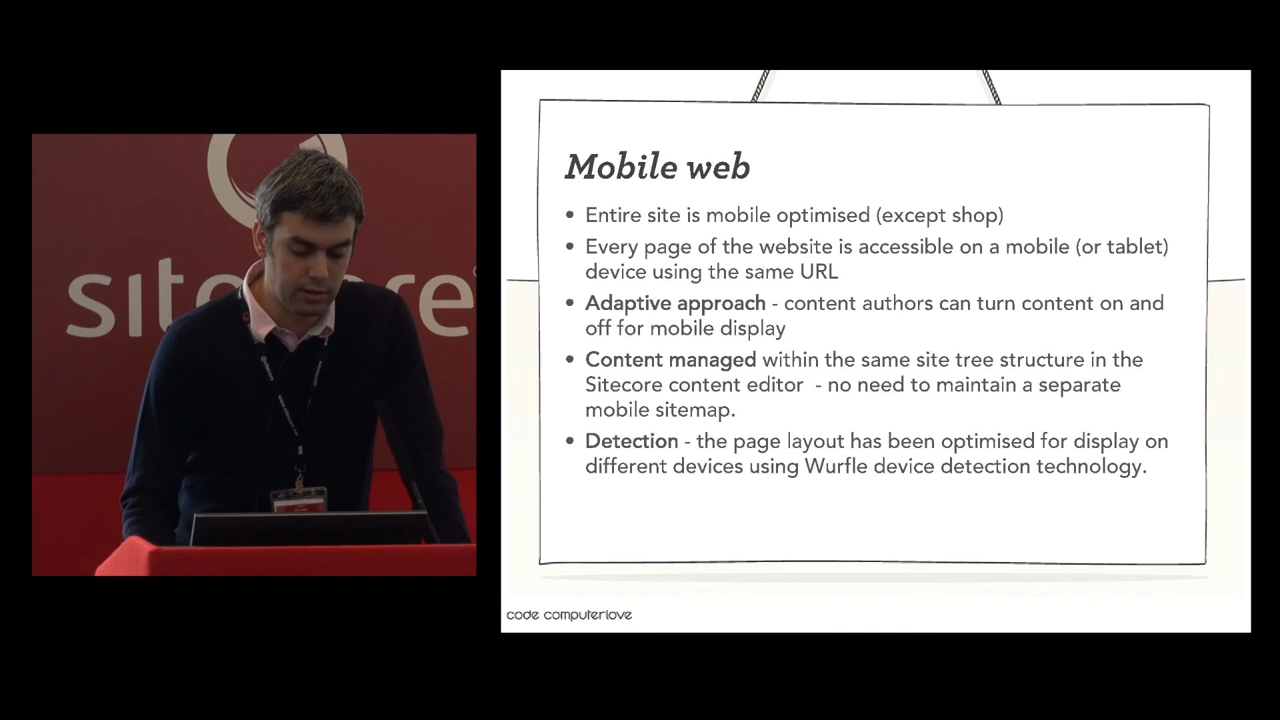 sitecore
Mobile web
• Entire site is mobile optimised (except shop)
• Every page of the website is accessible on a mobile (or tablet)
device using the same URL
• Adaptive approach - content authors can turn content on and
off for mobile display
• Content managed within the same site tree structure in the
Sitecore content editor - no need to maintain a separate
mobile sitemap.
• Detection - the page layout has been optimised for display on
different devices using Wurfle device detection technology.
code computerlove